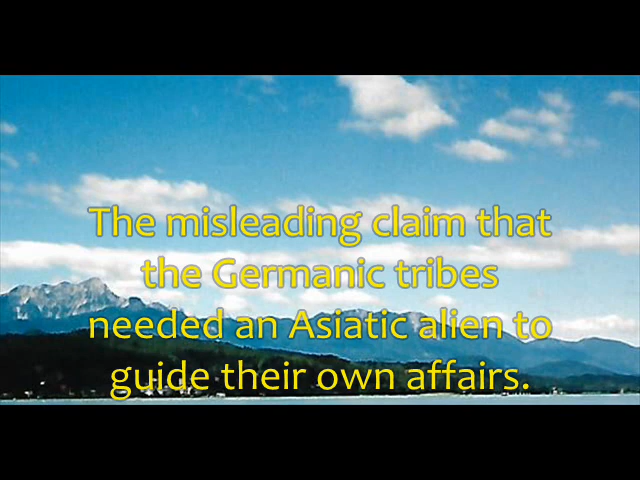 The misleading claim that
the Germanic tribes
needed an Asiatic alien to
guide their own affairs.